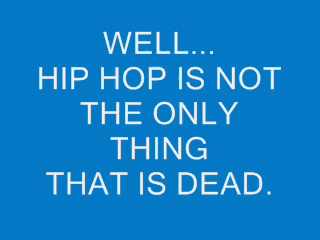 WELL...
HIP HOP IS NOT
THE ONLY
THING
THAT IS DEAD.